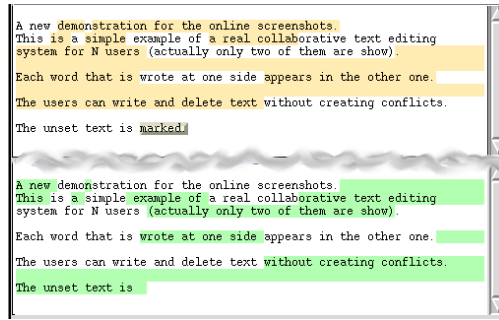 A new demonstration for the online screenshots.
This is a simple example of a real collaborative text editing
system for N users (actually only two of them are show).
Each word that is wrote at one side appears in the other one.
The users can write and delete text without creating conflicts.
The unset text is marked.
A new demonstration for the online screenshots.
This is a simple example of a real collaborative text editing
system for N users (actually only two of them are show).
Each word that is wrote at one side appears in the other one.
The users can write and delete text without creating conflicts.
The unset text is